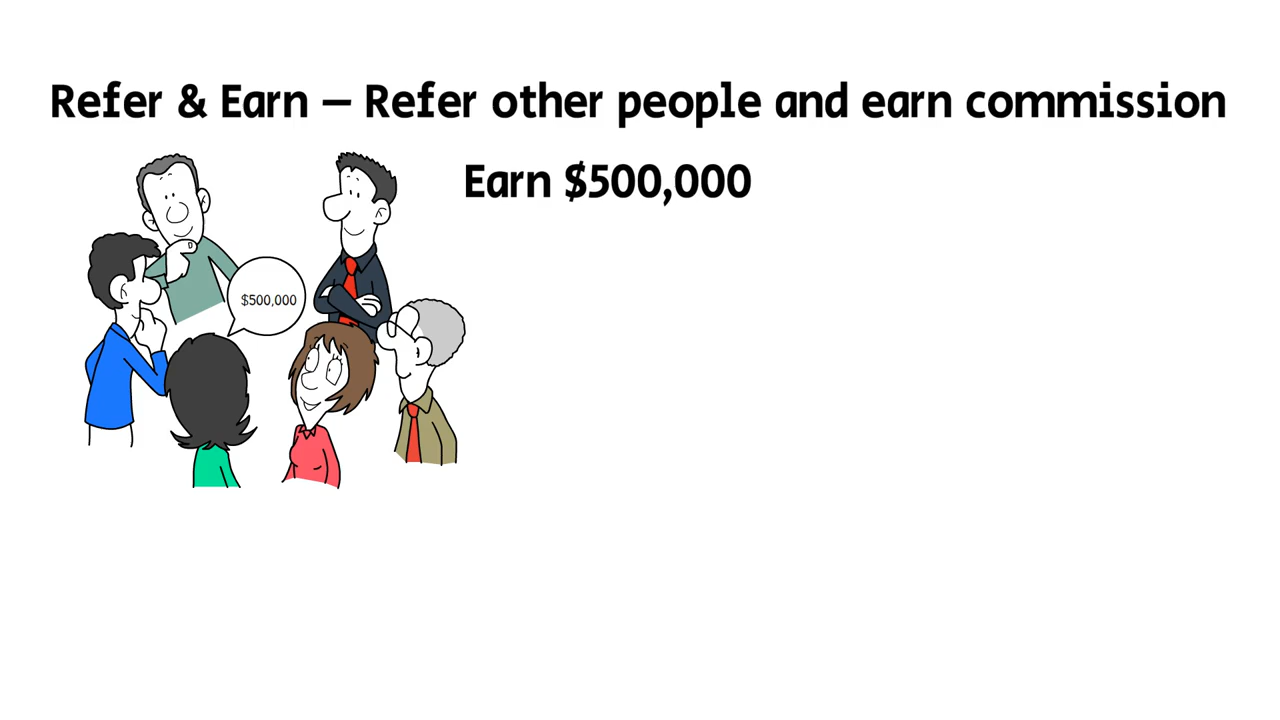 Refer & Earn – Refer other people and earn commission
Earn $500,000
$500,000